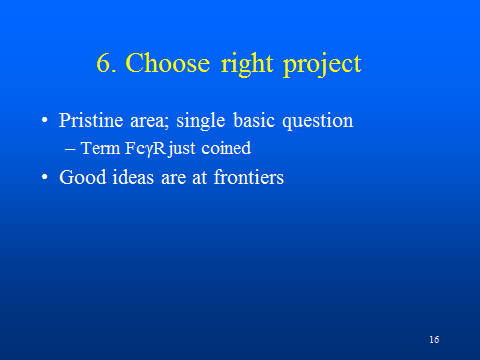 6. Choose right project
• Pristine area; single basic question
– Term FcγR just coined
• Good ideas are at frontiers
16